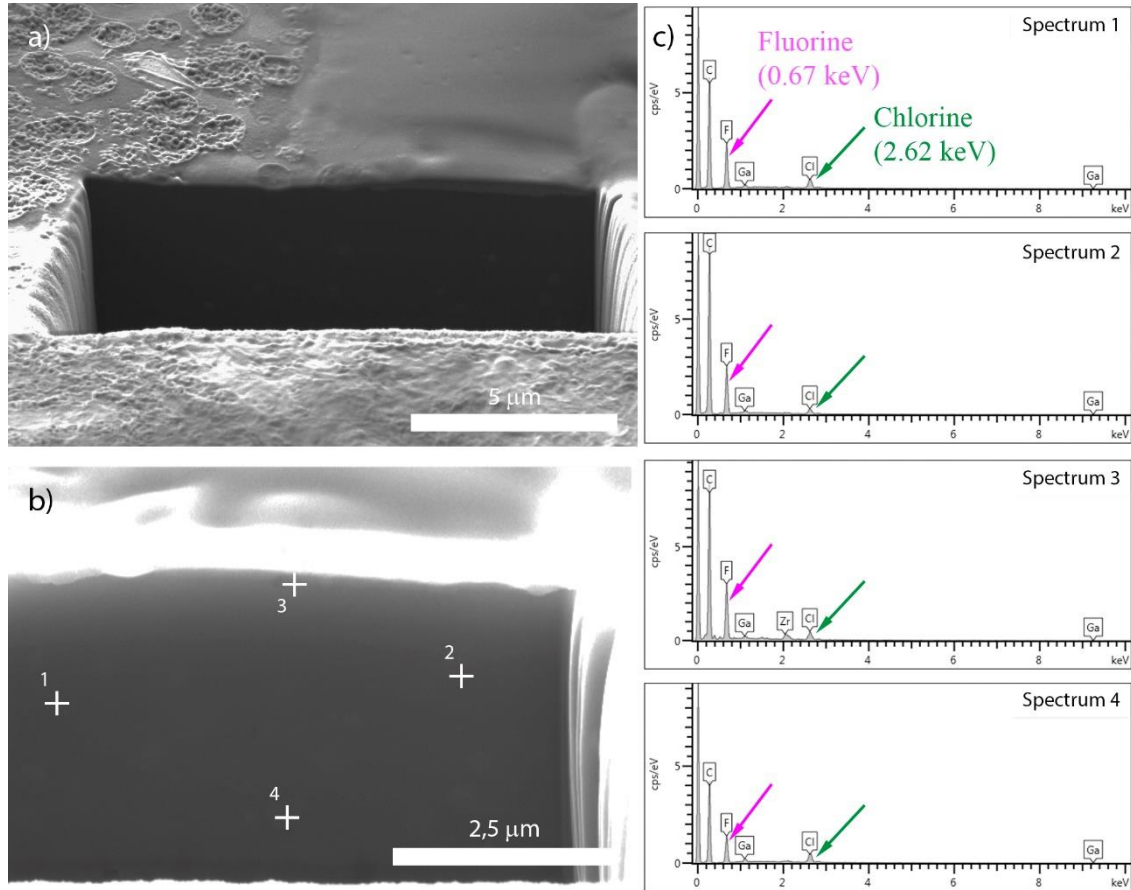 a)
5 μm
b)
3
2
1
4
2,5 μm
c)
Spectrum 1
Fluorine
(0.67 keV)
Chlorine
(2.62 keV)
C
F
Ga
Cl
Ga
cps/eV
5
0
0 2 4 6 8 keV
Spectrum 2
C
F
Ga
Cl
Ga
cps/eV
5
0
0 2 4 6 8 keV
Spectrum 3
C
F
Ga
Zr
Cl
Ga
cps/eV
5
0
0 2 4 6 8 keV
Spectrum 4
C
F
Ga
Cl
Ga
cps/eV
5
0
0 2 4 6 8 keV